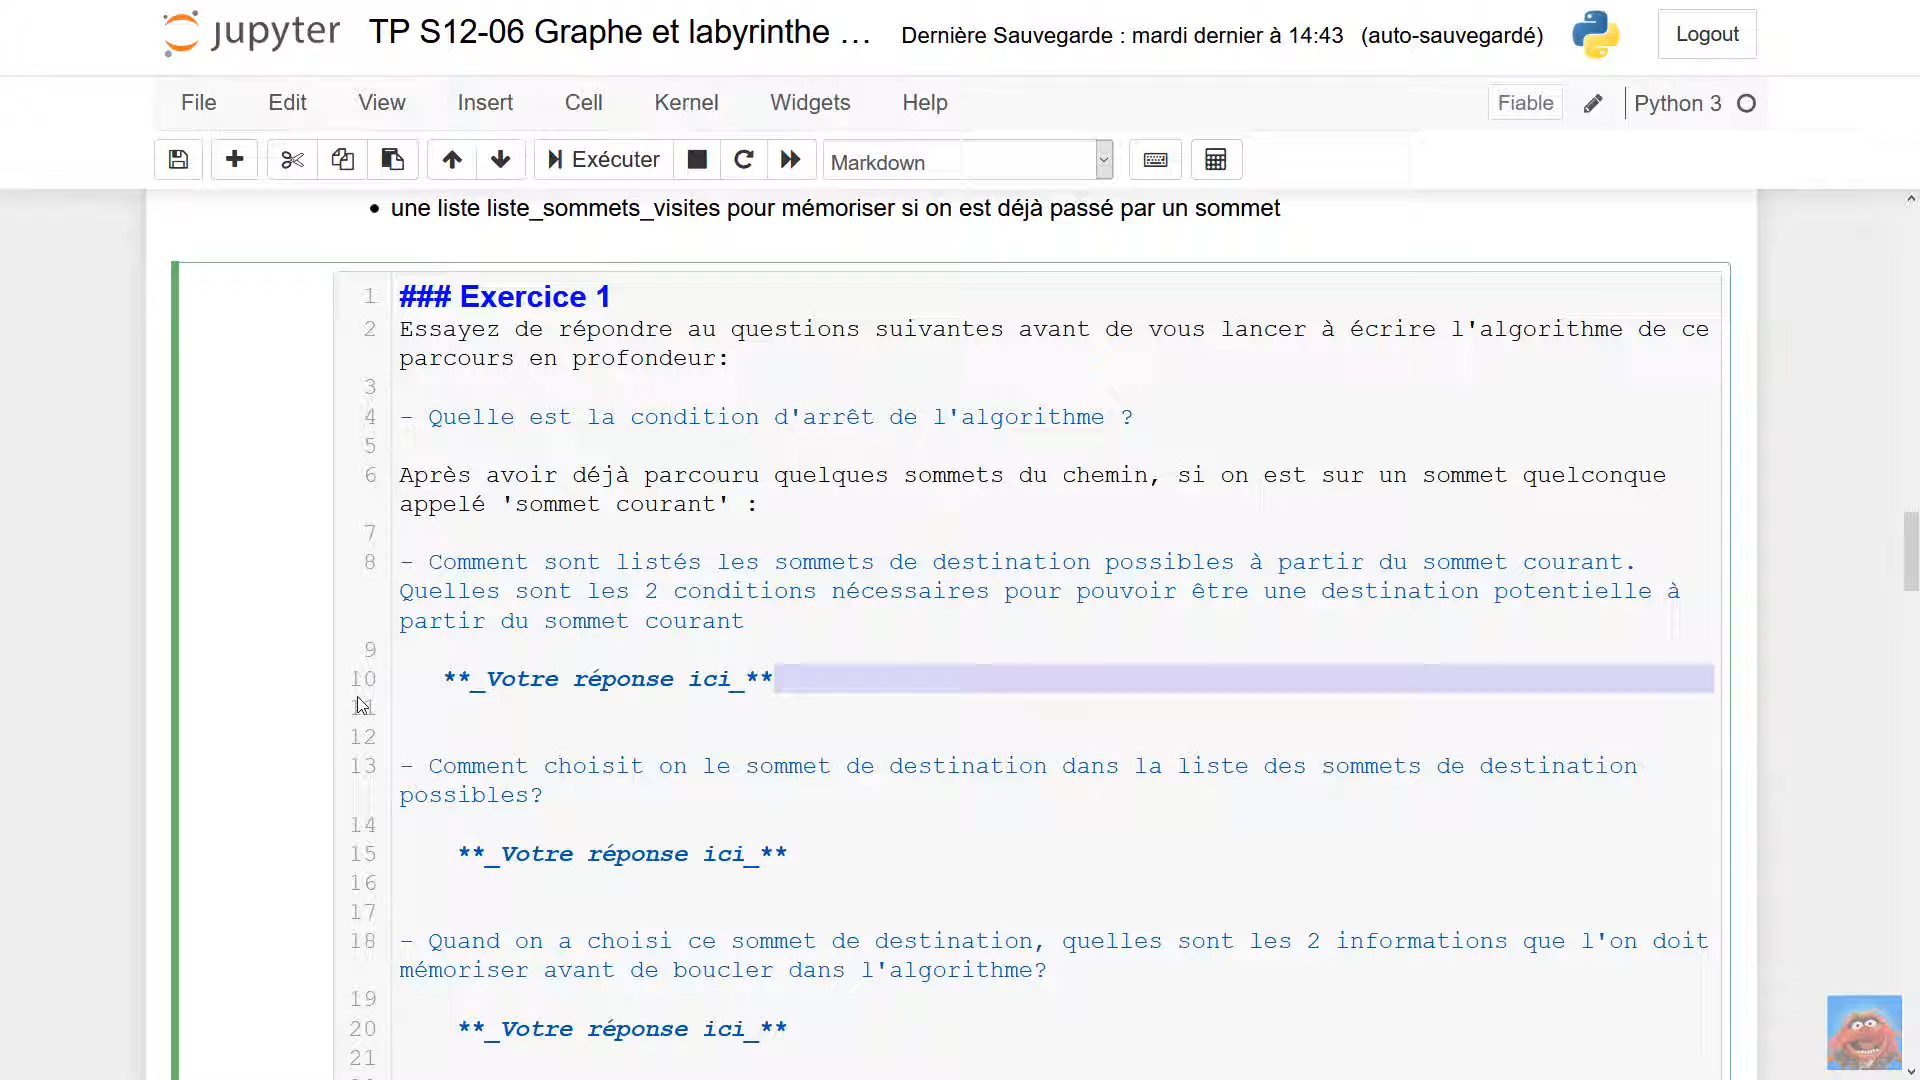 jupyter TP S12-06 Graphe et labyrinthe ... Dernière Sauvegarde : mardi dernier à 14:43 (auto-sauvegardé) Logout
File Edit View Insert Cell Kernel Widgets Help Fiable Python 3
Exécuter Markdown
• une liste liste_sommets_visites pour mémoriser si on est déjà passé par un sommet
1 ### Exercice 1
2 Essayez de répondre au questions suivantes avant de vous lancer à écrire l'algorithme de ce
parcours en profondeur:
3
4 - Quelle est la condition d'arrêt de l'algorithme ?
5
6 Après avoir déjà parcouru quelques sommets du chemin, si on est sur un sommet quelconque
appelé 'sommet courant' :
7
8 - Comment sont listés les sommets de destination possibles à partir du sommet courant.
Quelles sont les 2 conditions nécessaires pour pouvoir être une destination potentielle à
partir du sommet courant
9
10 **_Votre réponse ici_**
11
12
13 - Comment choisit on le sommet de destination dans la liste des sommets de destination
possibles?
14
15 **_Votre réponse ici_**
16
17
18 - Quand on a choisi ce sommet de destination, quelles sont les 2 informations que l'on doit
mémoriser avant de boucler dans l'algorithme?
19
20 **_Votre réponse ici_**
21